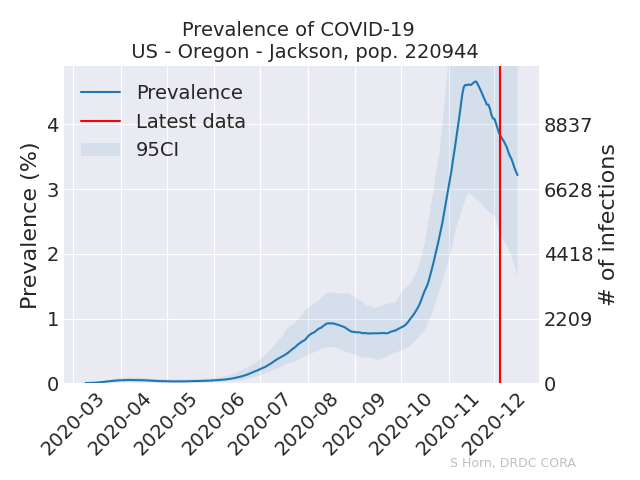 Prevalence of COVID-19
US - Oregon - Jackson, pop. 220944
Prevalence
Latest data
95CI
Prevalence (%)
4
3
2
1
0
8837
6628
4418
2209
0
# of infections
2020-03
2020-04
2020-05
2020-06
2020-07
2020-08
2020-09
2020-10
2020-11
2020-12
S Horn, DRDC CORA